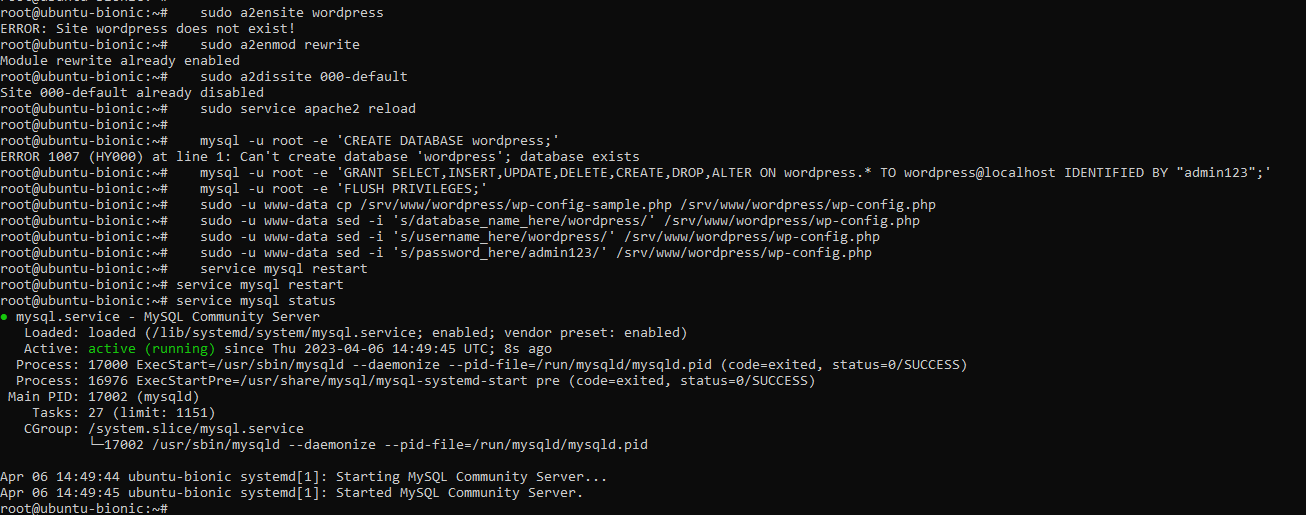 root@ubuntu-bionic:~#
root@ubuntu-bionic:~#    sudo a2ensite wordpress
ERROR: Site wordpress does not exist!
root@ubuntu-bionic:~#    sudo a2enmod rewrite
Module rewrite already enabled
root@ubuntu-bionic:~#    sudo a2dissite 000-default
Site 000-default already disabled
root@ubuntu-bionic:~#    sudo service apache2 reload
root@ubuntu-bionic:~#
root@ubuntu-bionic:~#    mysql -u root -e 'CREATE DATABASE wordpress;'
ERROR 1007 (HY000) at line 1: Can't create database 'wordpress'; database exists
root@ubuntu-bionic:~#    mysql -u root -e 'GRANT SELECT,INSERT,UPDATE,DELETE,CREATE,DROP,ALTER ON wordpress.* TO wordpress@localhost IDENTIFIED BY "admin123";'
root@ubuntu-bionic:~#    mysql -u root -e 'FLUSH PRIVILEGES;'
root@ubuntu-bionic:~#    sudo -u www-data cp /srv/www/wordpress/wp-config-sample.php /srv/www/wordpress/wp-config.php
root@ubuntu-bionic:~#    sudo -u www-data sed -i 's/database_name_here/wordpress/' /srv/www/wordpress/wp-config.php
root@ubuntu-bionic:~#    sudo -u www-data sed -i 's/username_here/wordpress/' /srv/www/wordpress/wp-config.php
root@ubuntu-bionic:~#    sudo -u www-data sed -i 's/password_here/admin123/' /srv/www/wordpress/wp-config.php
root@ubuntu-bionic:~#    service mysql restart
root@ubuntu-bionic:~# service mysql restart
root@ubuntu-bionic:~# service mysql status
● mysql.service - MySQL Community Server
   Loaded: loaded (/lib/systemd/system/mysql.service; enabled; vendor preset: enabled)
   Active: active (running) since Thu 2023-04-06 14:49:45 UTC; 8s ago
  Process: 17000 ExecStart=/usr/sbin/mysqld --daemonize --pid-file=/run/mysqld/mysqld.pid (code=exited, status=0/SUCCESS)
  Process: 16976 ExecStartPre=/usr/share/mysql/mysql-systemd-start pre (code=exited, status=0/SUCCESS)
 Main PID: 17002 (mysqld)
    Tasks: 27 (limit: 1151)
   CGroup: /system.slice/mysql.service
           └─17002 /usr/sbin/mysqld --daemonize --pid-file=/run/mysqld/mysqld.pid

Apr 06 14:49:44 ubuntu-bionic systemd[1]: Starting MySQL Community Server...
Apr 06 14:49:45 ubuntu-bionic systemd[1]: Started MySQL Community Server.
root@ubuntu-bionic:~#